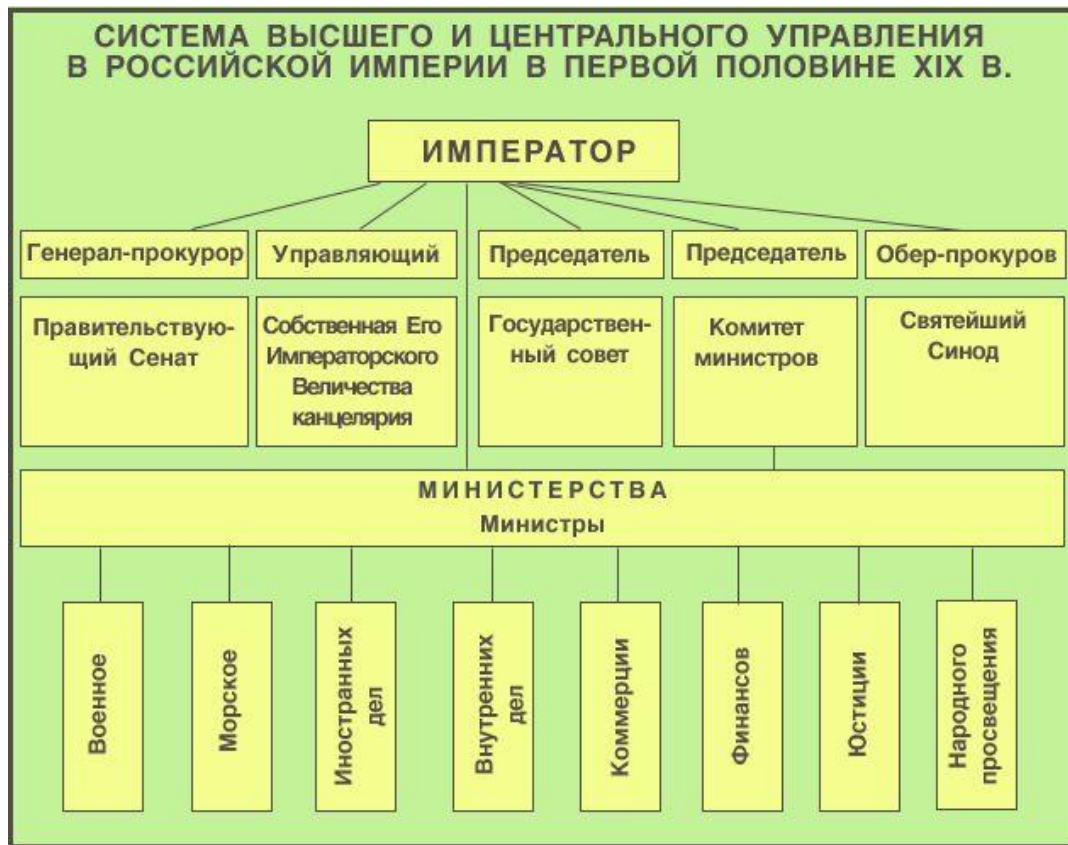 СИСТЕМА ВЫСШЕГО И ЦЕНТРАЛЬНОГО УПРАВЛЕНИЯ
В РОССИЙСКОЙ ИМПЕРИИ В ПЕРВОЙ ПОЛОВИНЕ XIX В.
ИМПЕРАТОР
Генерал-прокурор
Управляющий
Председатель
Председатель
Обер-прокуров
Правительствую-
щий Сенат
Собственная Его
Императорского
Величества
канцелярия
Государствен-
ный совет
Комитет
министров
Святейший
Синод
МИНИСТЕРСТВА
Министры
Военное
Морское
Иностранных
дел
Внутренних
дел
Коммерции
Финансов
Юстиции
Народного
просвещения